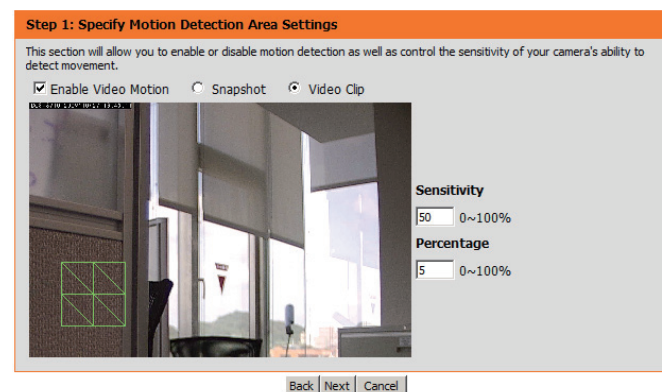 Step 1: Specify Motion Detection Area Settings
This section will allow you to enable or disable motion detection as well as control the sensitivity of your camera's ability to
detect movement.
Enable Video Motion Snapshot Video Clip
Sensitivity
50 0~100%
Percentage
5 0~100%
Back Next Cancel